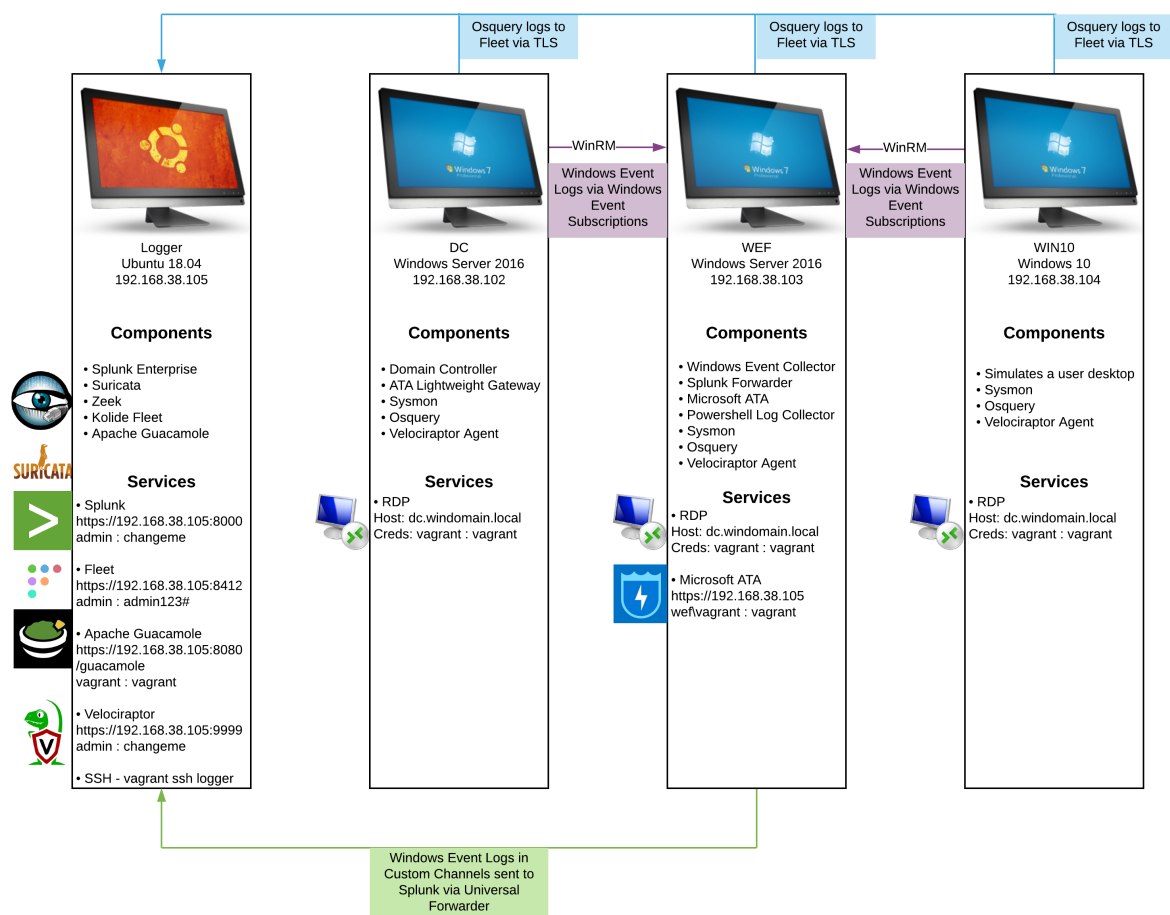 Osquery logs to
Fleet via TLS
Osquery logs to
Fleet via TLS
Osquery logs to
Fleet via TLS
Logger
Ubuntu 18.04
192.168.38.105
Components
• Splunk Enterprise
• Suricata
• Zeek
• Kolide Fleet
• Apache Guacamole
SURICATA
Services
• Splunk
https://192.168.38.105:8000
admin : changeme
• Fleet
https://192.168.38.105:8412
admin : admin123#
• Apache Guacamole
https://192.168.38.105:8080
/guacamole
vagrant : vagrant
• Velociraptor
https://192.168.38.105:9999
admin : changeme
V
• SSH - vagrant ssh logger
Windows 7
Professional
DC
Windows Server 2016
192.168.38.102
Components
• Domain Controller
• ATA Lightweight Gateway
• Sysmon
• Osquery
• Velociraptor Agent
Services
• RDP
Host: dc.windomain.local
Creds: vagrant : vagrant
WinRM
Windows Event
Logs via Windows
Event
Subscriptions
Windows 7
Professional
WEF
Windows Server 2016
192.168.38.103
Components
• Windows Event Collector
• Splunk Forwarder
• Microsoft ATA
• Powershell Log Collector
• Sysmon
• Osquery
• Velociraptor Agent
Services
• RDP
Host: dc.windomain.local
Creds: vagrant : vagrant
• Microsoft ATA
https://192.168.38.105
wef\vagrant : vagrant
WinRM
Windows Event
Logs via Windows
Event
Subscriptions
Windows 7
Professional
WIN10
Windows 10
192.168.38.104
Components
• Simulates a user desktop
• Sysmon
• Osquery
• Velociraptor Agent
Services
• RDP
Host: dc.windomain.local
Creds: vagrant : vagrant
Windows Event Logs in
Custom Channels sent to
Splunk via Universal
Forwarder